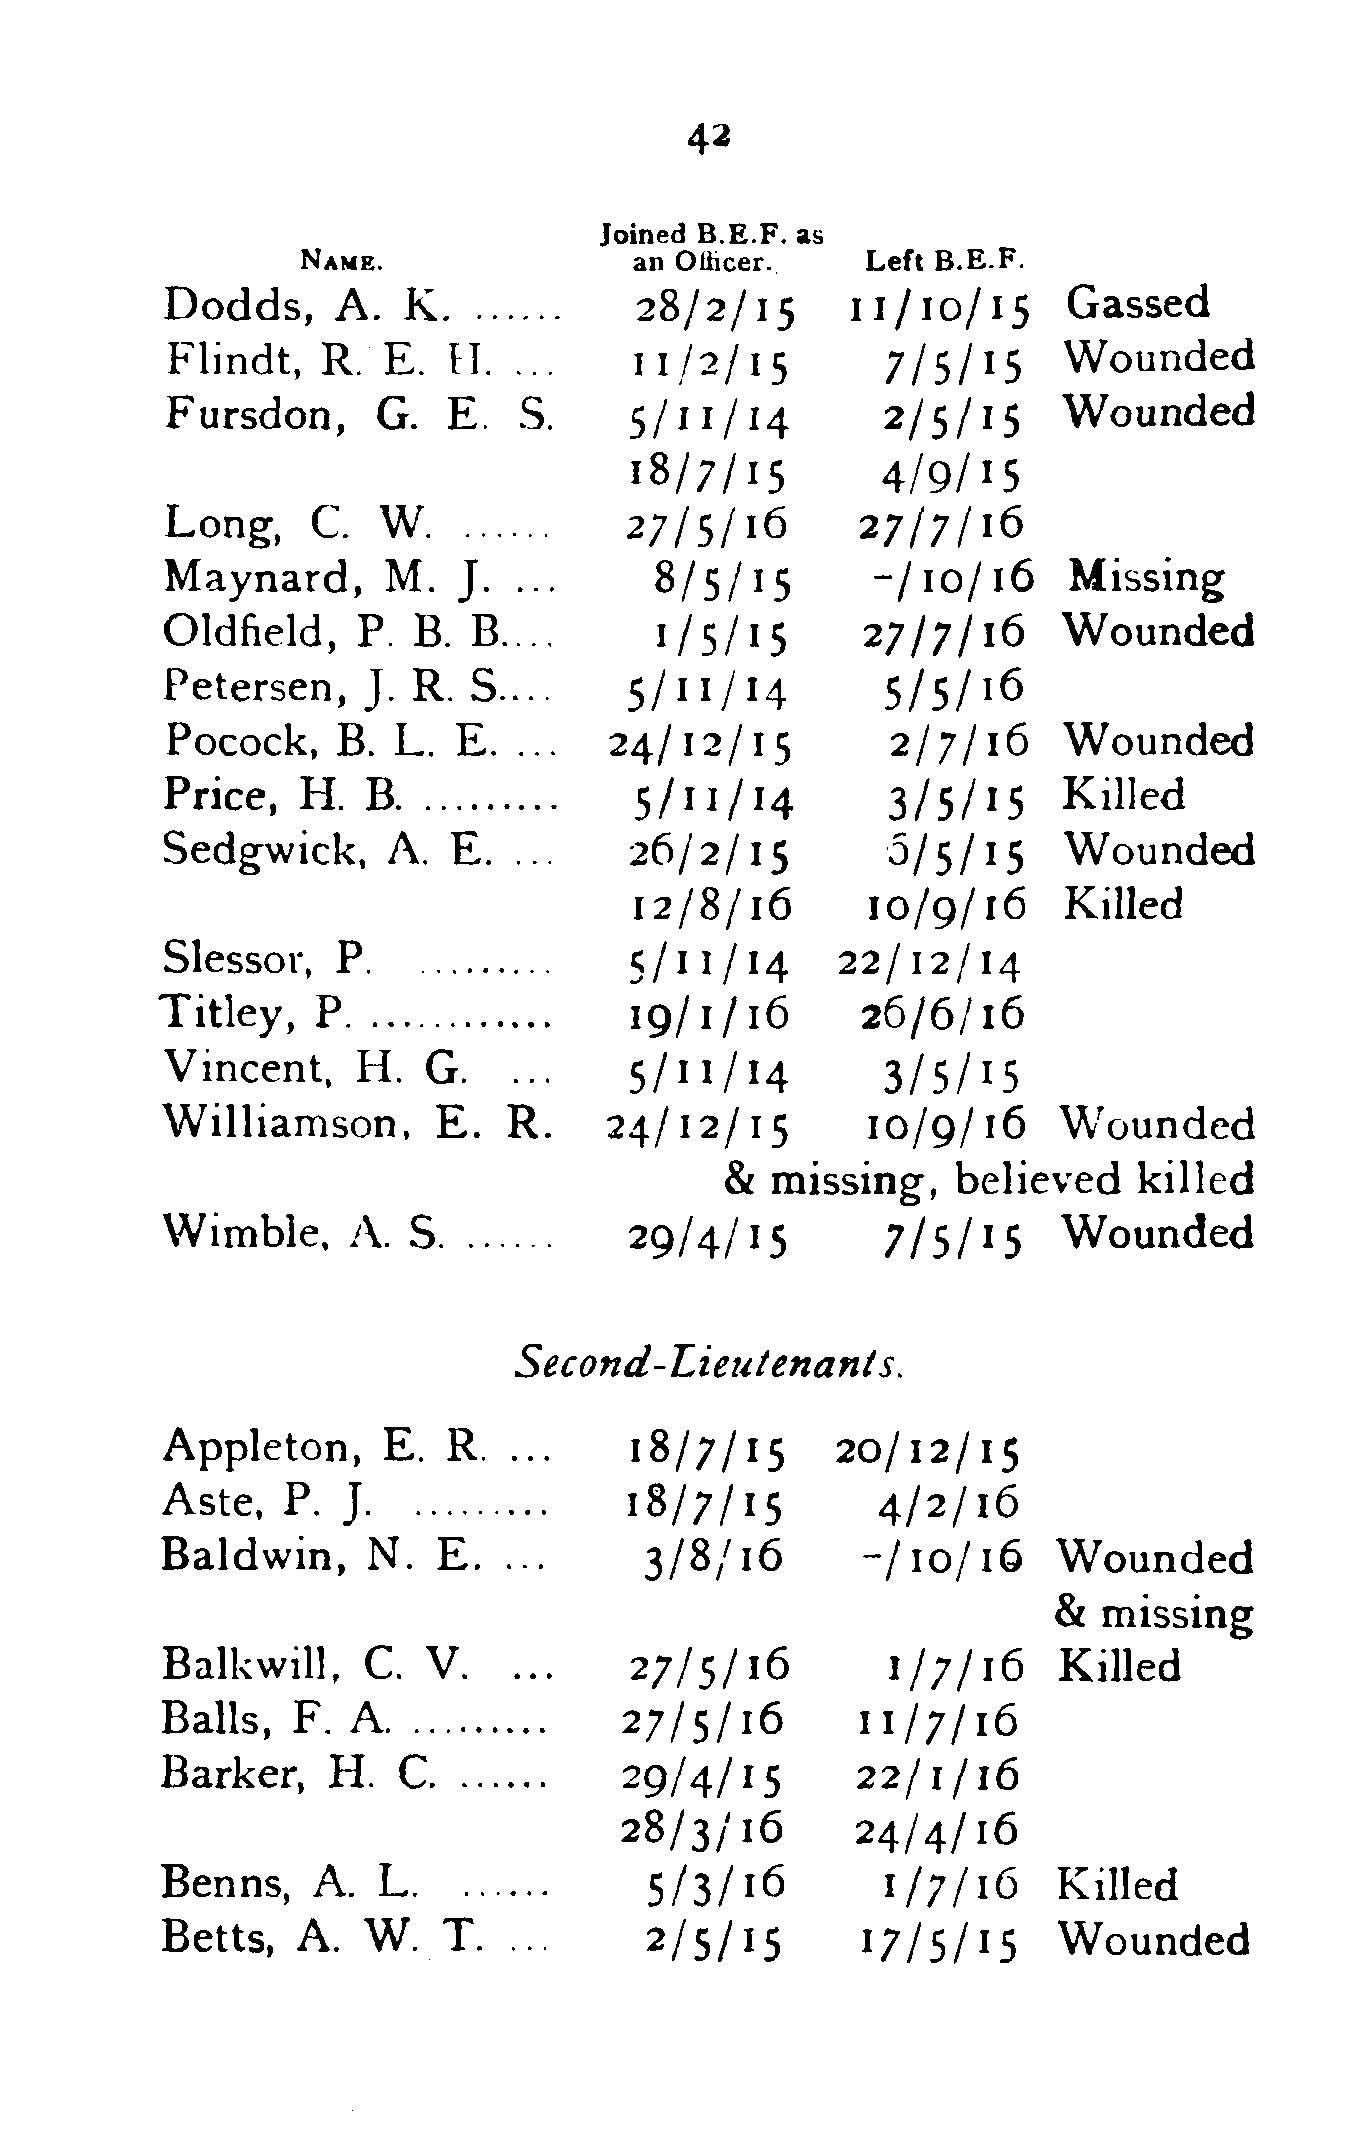 42
Joined B.E.F. as
NAME. an Officer. Left B.E.F.
Dodds, A. K. ...... 28/2/15 11/10/15 Gassed
Flindt, R. E. H. ... 11/2/15 7/5/15 Wounded
Fursdon, G. E. S. 5/11/14 2/5/15 Wounded
18/7/15 4/9/15
Long, C. W. ...... 27/5/16 27/7/16
Maynard, M. J. ... 8/5/15 -/10/16 Missing
Oldfield, P. B. B.... 1/5/15 27/7/16 Wounded
Petersen, J. R. S.... 5/11/14 5/5/16
Pocock, B. L. E. ... 24/12/15 2/7/16 Wounded
Price, H. B. ......... 5/11/14 3/5/15 Killed
Sedgwick, A. E. ... 26/2/15 /5/15 Wounded
12/8/16 10/9/16 Killed
Slessor, P. ......... 5/11/14 22/12/14
Titley, P. ............ 19/1/16 26/6/16
Vincent, H. G. ... 5/11/14 3/5/15
Williamson, E. R. 24/12/15 10/9/16 Wounded
& missing, believed killed
Wimble, A. S. ...... 29/4/15 7/5/15 Wounded
Second-Lieutenants.
Appleton, E. R. ... 18/7/15 20/12/15
Aste, P. J. ......... 18/7/15 4/2/16
Baldwin, N. E. ... 3/8/16 -/10/16 Wounded
& missing
Balkwill, C. V. ... 27/5/16 1/7/16 Killed
Balls, F. A. ......... 27/5/16 11/7/16
Barker, H. C. ...... 29/4/15 22/1/16
28/3/16 24/4/16
Benns, A. L. ...... 5/3/16 1/7/16 Killed
Betts, A. W. T. ... 2/5/15 17/5/15 Wounded